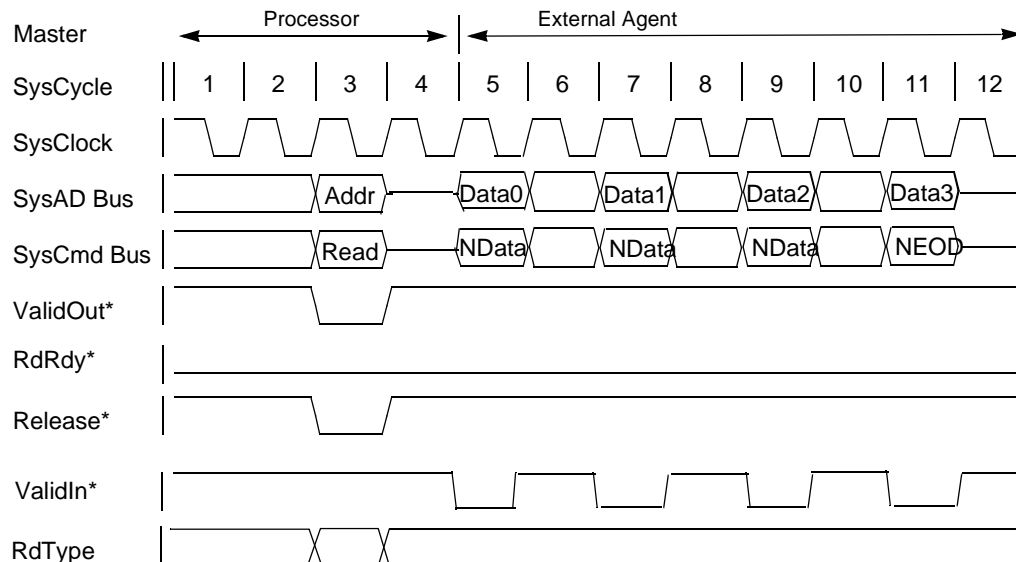 Master Processor External Agent
SysCycle 1 2 3 4 5 6 7 8 9 10 11 12
SysClock
SysAD Bus Addr Data0 Data1 Data2 Data3
SysCmd Bus Read NData NData NData NEOD
ValidOut*
RdRdy*
Release*
ValidIn*
RdType